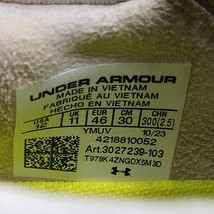 UNDER ARMOUR
MADE IN VIETNAM
FABRIQUÉ AU VIETNAM
HECHO EN VIETNAM
USA UK EUR CM CHN
12 11 46 30 300(2.5)
YMUV 10/23
4218810052
Art.3027239-103
T978K4ZNGDX5M3D